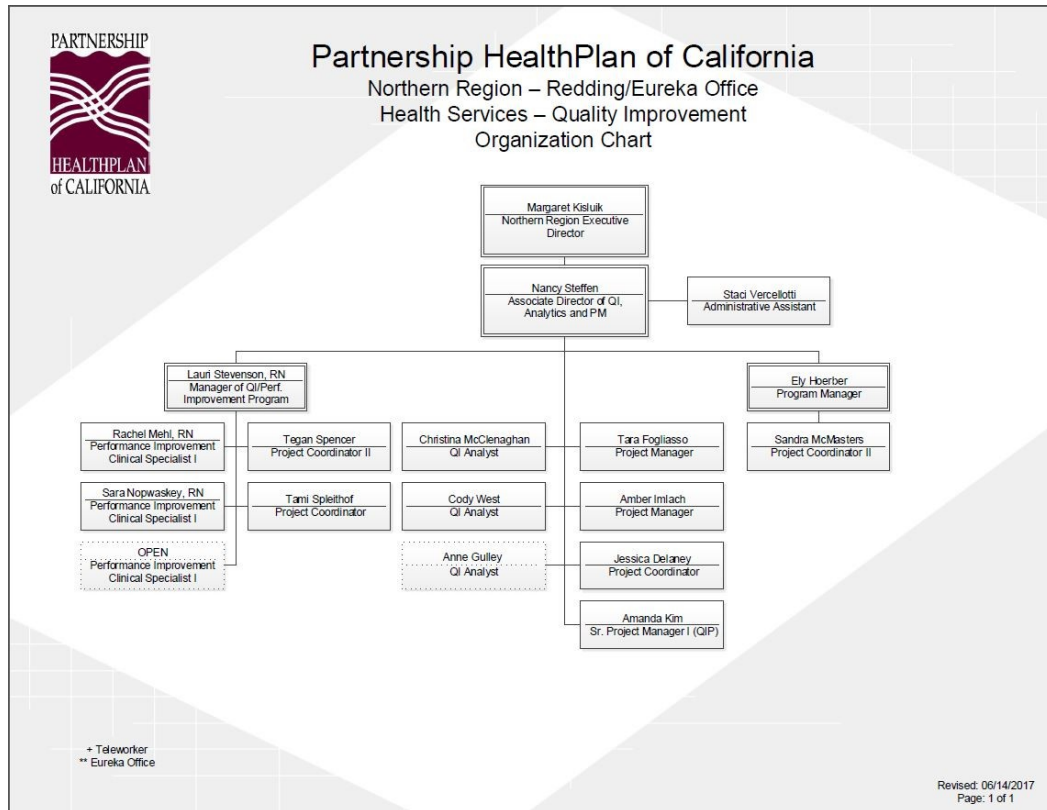 PARTNERSHIP
HEALTHPLAN
of CALIFORNIA
Partnership HealthPlan of California
Northern Region – Redding/Eureka Office
Health Services – Quality Improvement
Organization Chart
Margaret Kisluik
Northern Region Executive
Director
Nancy Steffen
Associate Director of QI,
Analytics and PM
Staci Vercellotti
Administrative Assistant
Lauri Stevenson, RN
Manager of QI/Perf.
Improvement Program
Ely Hoerber
Program Manager
Rachel Mehl, RN
Performance Improvement
Clinical Specialist I
Tegan Spencer
Project Coordinator II
Christina McClenaghan
QI Analyst
Tara Fogliasso
Project Manager
Sandra McMasters
Project Coordinator II
Sara Nopwaskey, RN
Performance Improvement
Clinical Specialist I
Tami Spleithof
Project Coordinator
Cody West
QI Analyst
Amber Imlach
Project Manager
OPEN
Performance Improvement
Clinical Specialist I
Anne Gulley
QI Analyst
Jessica Delaney
Project Coordinator
Amanda Kim
Sr. Project Manager I (QIP)
+ Teleworker
** Eureka Office
Revised: 06/14/2017
Page: 1 of 1